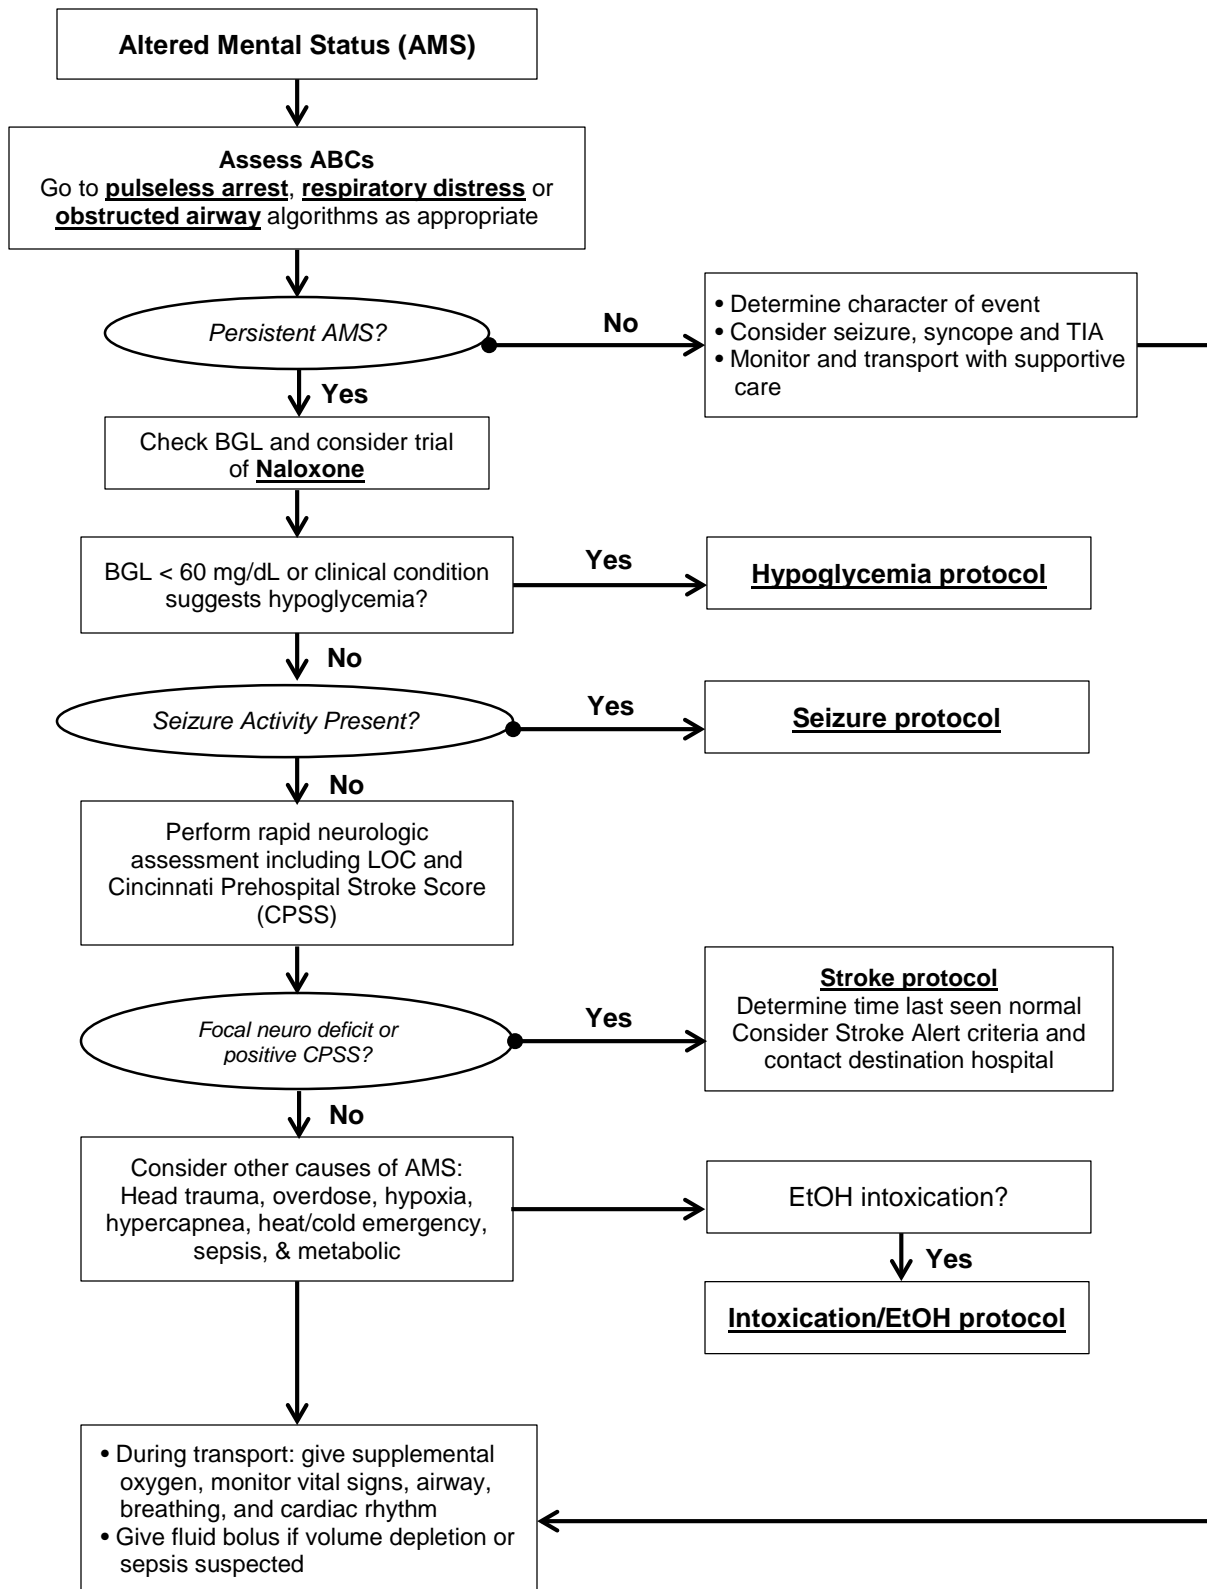 Altered Mental Status (AMS)
Assess ABCs
Go to pulseless arrest, respiratory distress or
obstructed airway algorithms as appropriate
Persistent AMS?
No
• Determine character of event
• Consider seizure, syncope and TIA
• Monitor and transport with supportive
care
Yes
Check BGL and consider trial
of Naloxone
BGL < 60 mg/dL or clinical condition
suggests hypoglycemia?
Yes
Hypoglycemia protocol
No
Seizure Activity Present?
Yes
Seizure protocol
No
Perform rapid neurologic
assessment including LOC and
Cincinnati Prehospital Stroke Score
(CPSS)
Focal neuro deficit or
positive CPSS?
Yes
Stroke protocol
Determine time last seen normal
Consider Stroke Alert criteria and
contact destination hospital
No
Consider other causes of AMS:
Head trauma, overdose, hypoxia,
hypercapnea, heat/cold emergency,
sepsis, & metabolic
EtOH intoxication?
Yes
Intoxication/EtOH protocol
• During transport: give supplemental
oxygen, monitor vital signs, airway,
breathing, and cardiac rhythm
• Give fluid bolus if volume depletion or
sepsis suspected